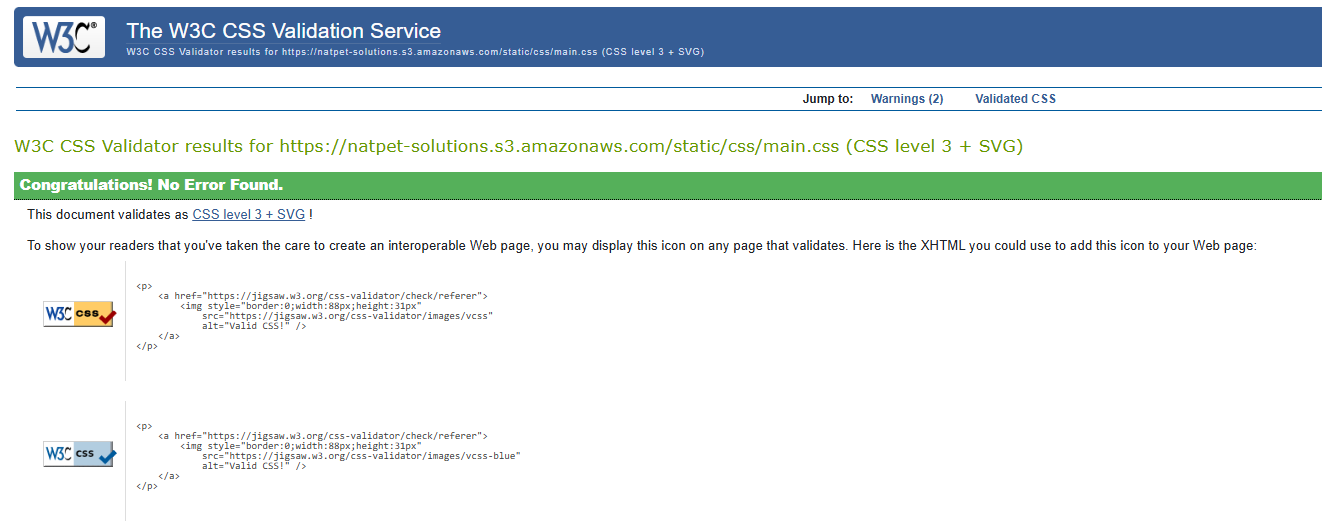 W3C®
The W3C CSS Validation Service
W3C CSS Validator results for https://natpet-solutions.s3.amazonaws.com/static/css/main.css (CSS level 3 + SVG)
Jump to: Warnings (2) Validated CSS
W3C CSS Validator results for https://natpet-solutions.s3.amazonaws.com/static/css/main.css (CSS level 3 + SVG)
Congratulations! No Error Found.
This document validates as CSS level 3 + SVG !
To show your readers that you've taken the care to create an interoperable Web page, you may display this icon on any page that validates. Here is the XHTML you could use to add this icon to your Web page:
W3C css
<p>
<a href="https://jigsaw.w3.org/css-validator/check/referer">
<img style="border:0;width:88px;height:31px"
src="https://jigsaw.w3.org/css-validator/images/vcss"
alt="Valid CSS!" />
</a>
</p>
W3C css
<p>
<a href="https://jigsaw.w3.org/css-validator/check/referer">
<img style="border:0;width:88px;height:31px"
src="https://jigsaw.w3.org/css-validator/images/vcss-blue"
alt="Valid CSS!" />
</a>
</p>